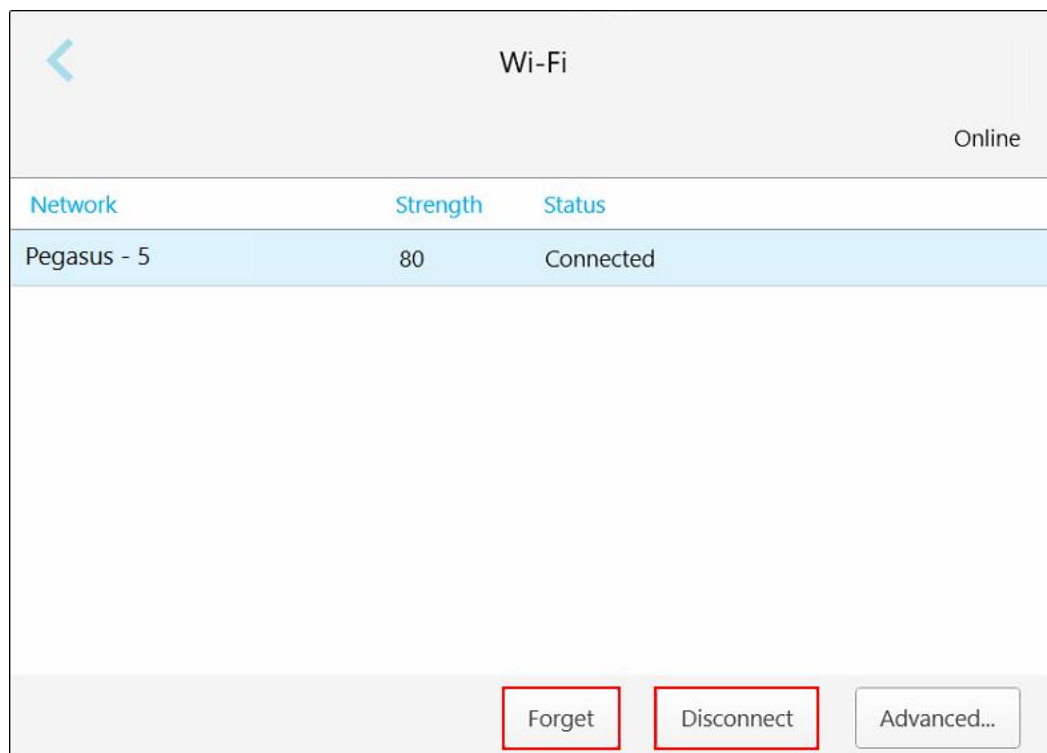 Wi-Fi
Online
Network Strength Status
Pegasus - 5 80 Connected
Forget Disconnect Advanced...